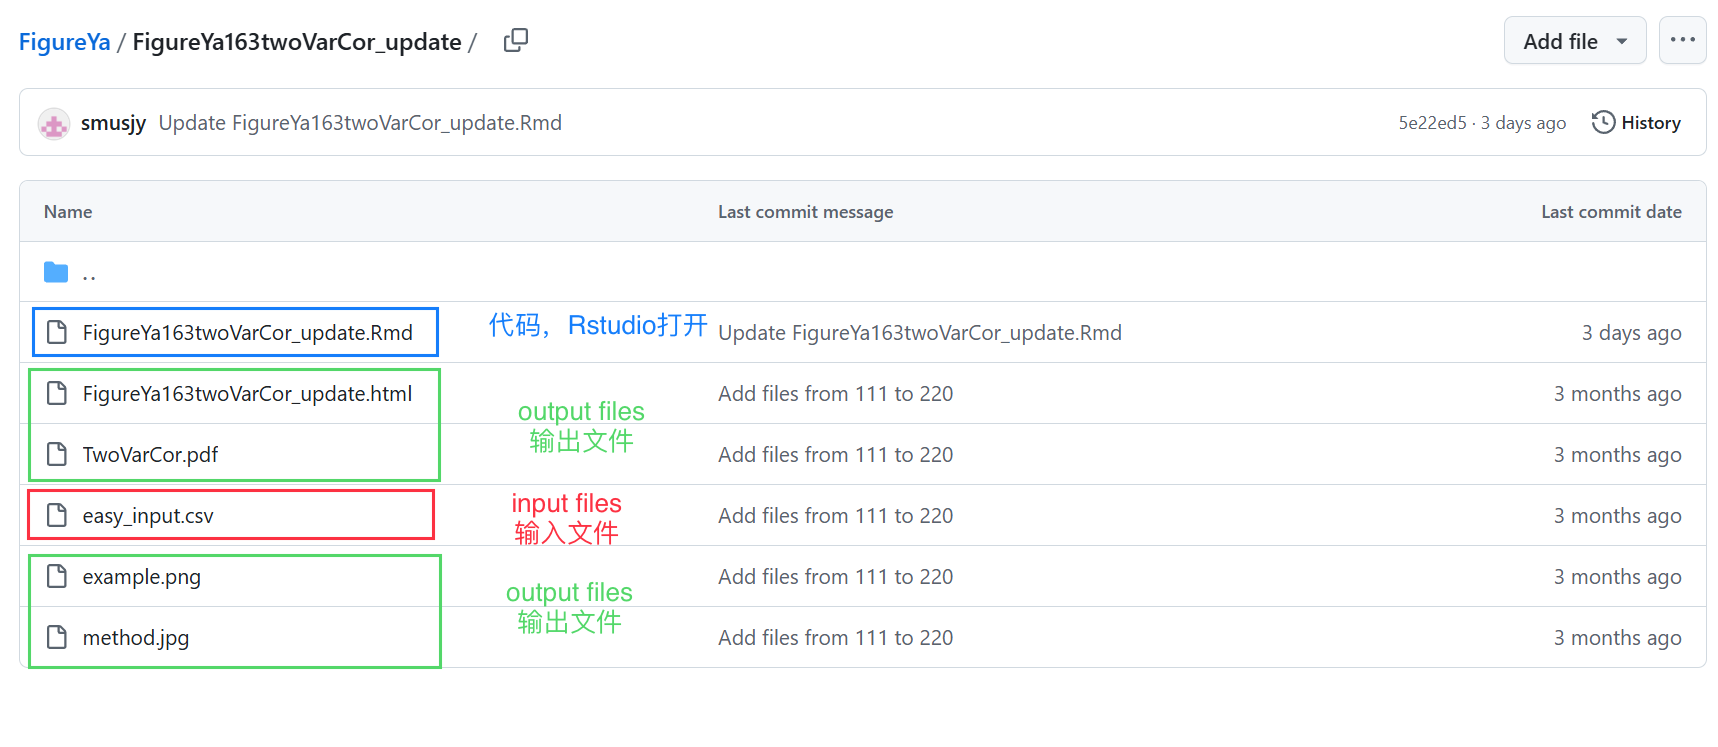 FigureYa / FigureYa163twoVarCor_update /
Add file
smusjy Update FigureYa163twoVarCor_update.Rmd
5e22ed5 · 3 days ago
History
Name Last commit message Last commit date
..
FigureYa163twoVarCor_update.Rmd 代码，Rstudio打开 Update FigureYa163twoVarCor_update.Rmd 3 days ago
FigureYa163twoVarCor_update.html Add files from 111 to 220 3 months ago
output files
输出文件
TwoVarCor.pdf Add files from 111 to 220 3 months ago
input files
输入文件
easy_input.csv Add files from 111 to 220 3 months ago
example.png Add files from 111 to 220 3 months ago
output files
输出文件
method.jpg Add files from 111 to 220 3 months ago